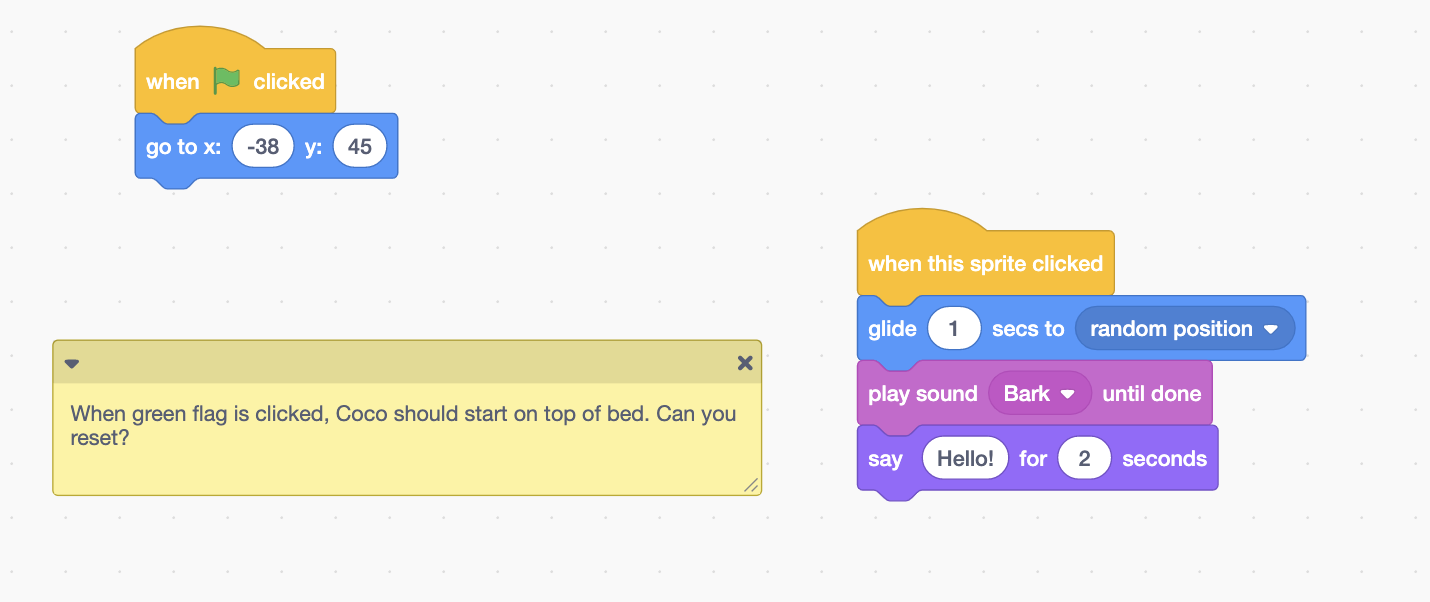 when clicked
go to x: -38 y: 45
When green flag is clicked, Coco should start on top of bed. Can you
reset?
when this sprite clicked
glide 1 secs to random position
play sound Bark until done
say Hello! for 2 seconds